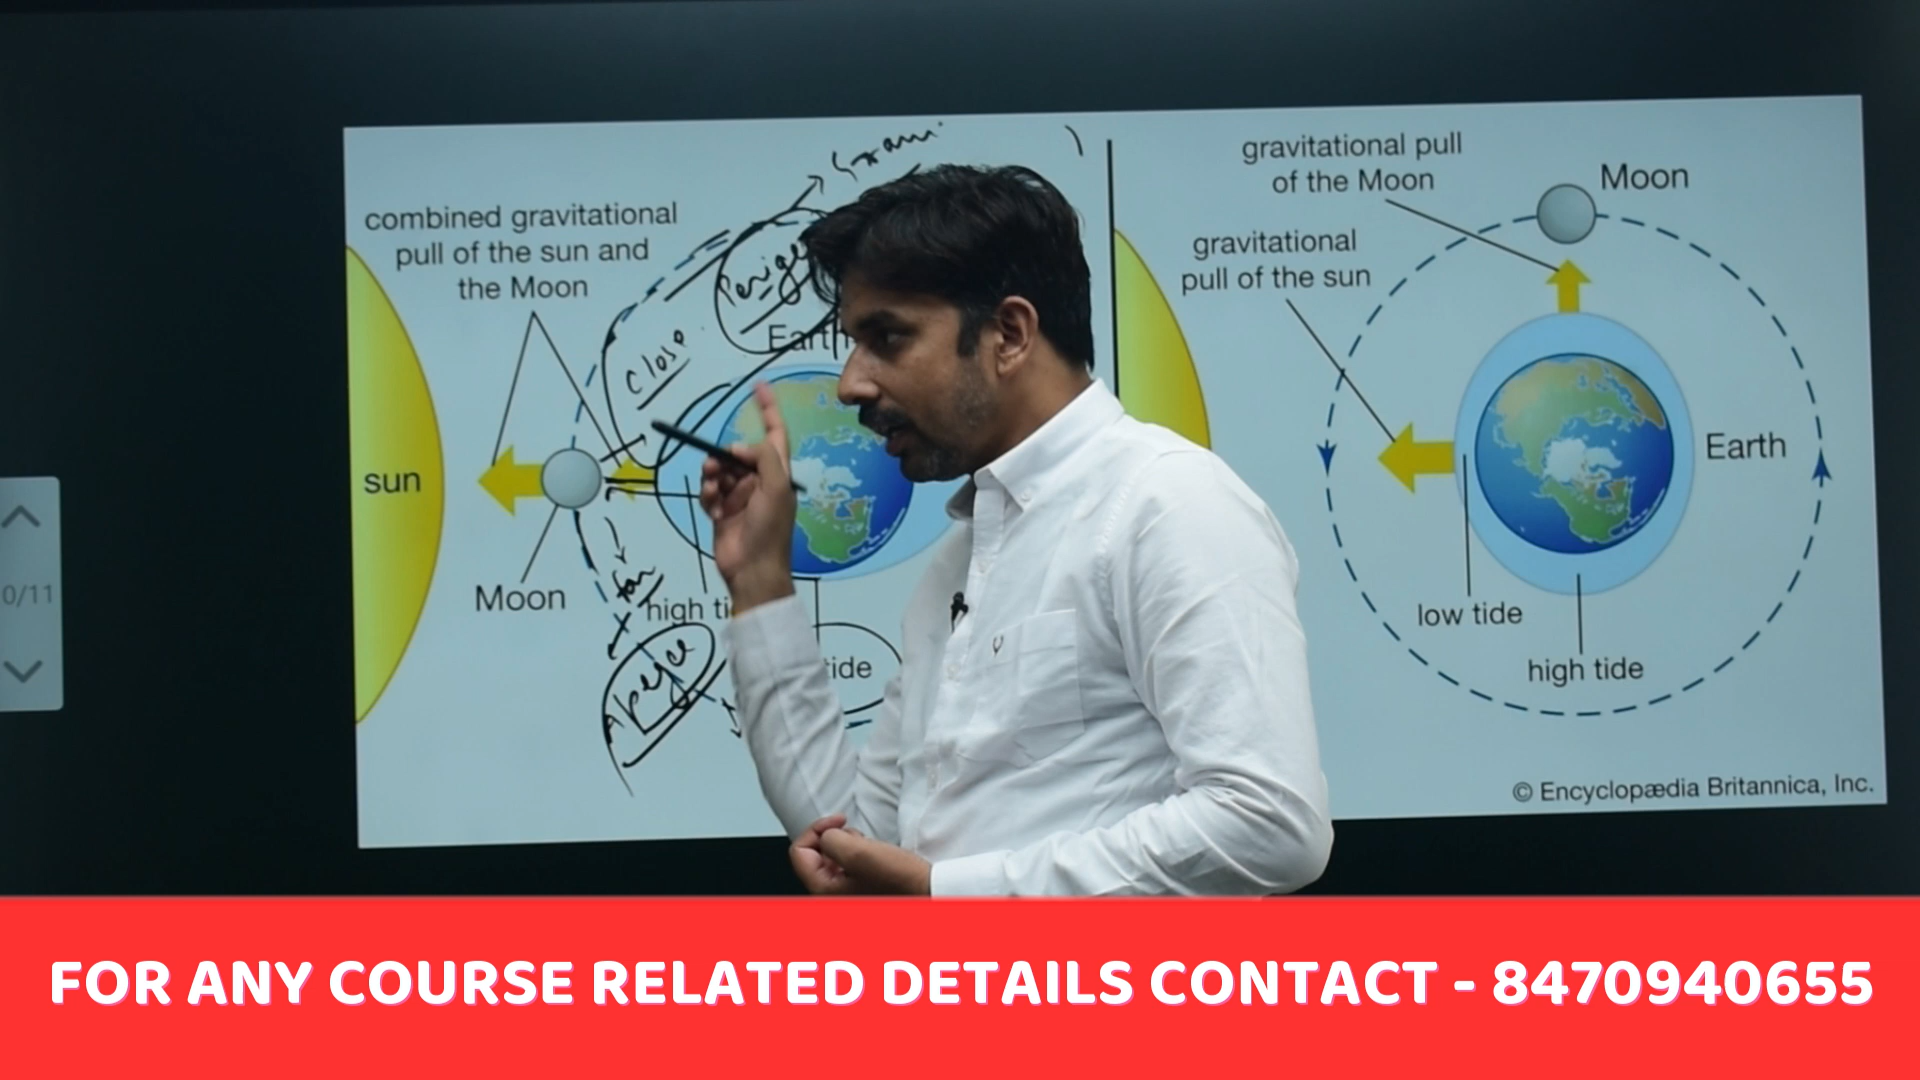 combined gravitational
pull of the sun and
the Moon
sun
Moon
close
Earth
far
high ti
tide
gravitational pull
of the Moon
Moon
gravitational
pull of the sun
Earth
low tide
high tide
© Encyclopædia Britannica, Inc.
0/11
FOR ANY COURSE RELATED DETAILS CONTACT - 8470940655